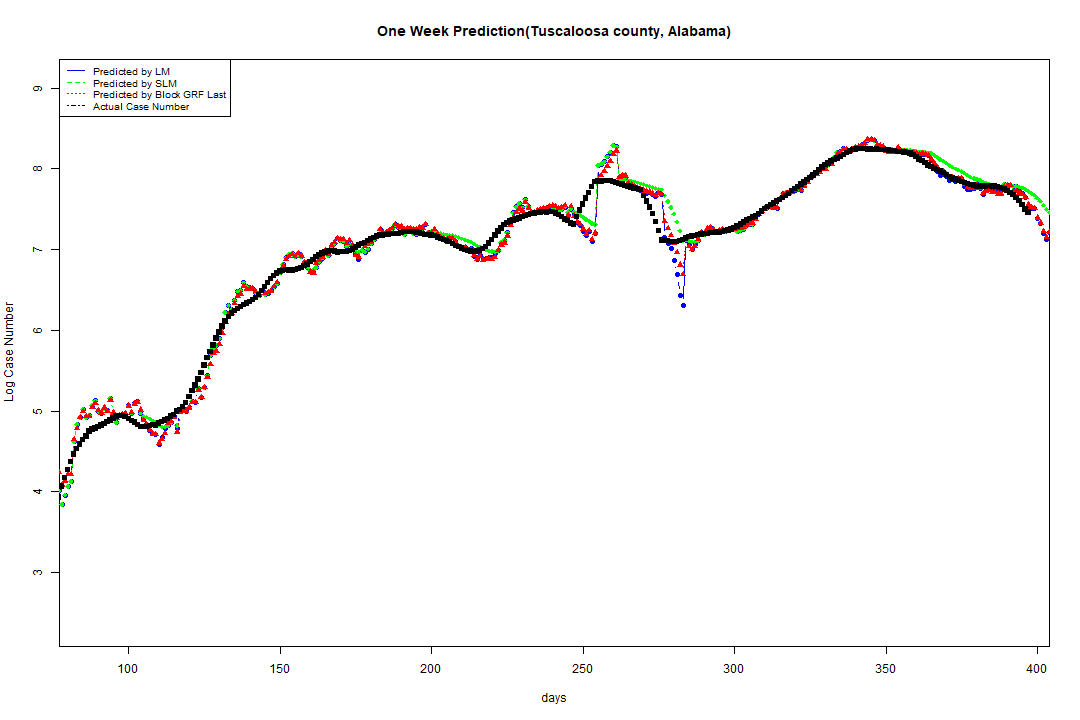 One Week Prediction(Tuscaloosa county, Alabama)
Predicted by LM
Predicted by SLM
Predicted by Block GRF Last
Actual Case Number
9
8
7
6
5
4
3
Log Case Number
100 150 200 250 300 350 400
days